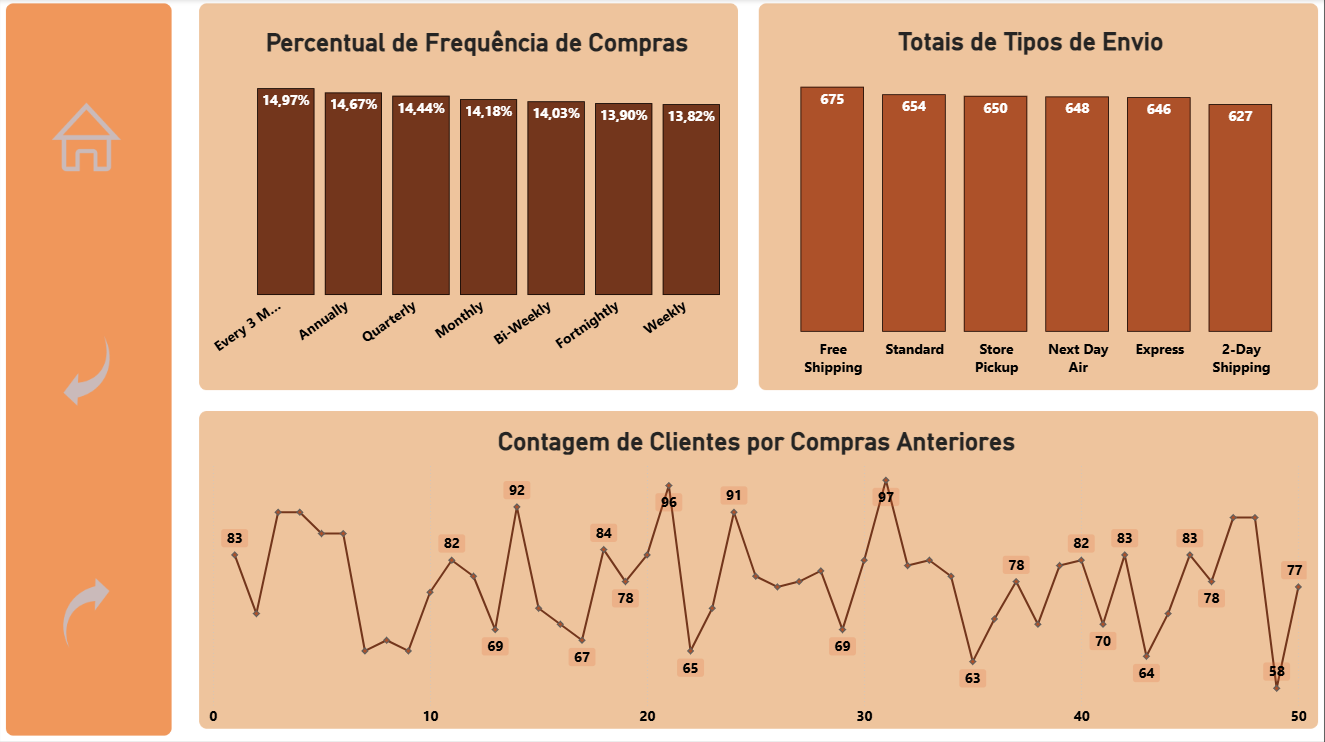 Percentual de Frequência de Compras
14,97%
14,67%
14,44%
14,18%
14,03%
13,90%
13,82%
Every 3 M...
Annually
Quarterly
Monthly
Bi-Weekly
Fortnightly
Weekly
Totais de Tipos de Envio
675
654
650
648
646
627
Free
Shipping
Standard
Store
Pickup
Next Day
Air
Express
2-Day
Shipping
Contagem de Clientes por Compras Anteriores
83
82
69
92
67
84
78
96
65
91
69
97
63
78
82
70
83
64
83
78
58
77
0
10
20
30
40
50